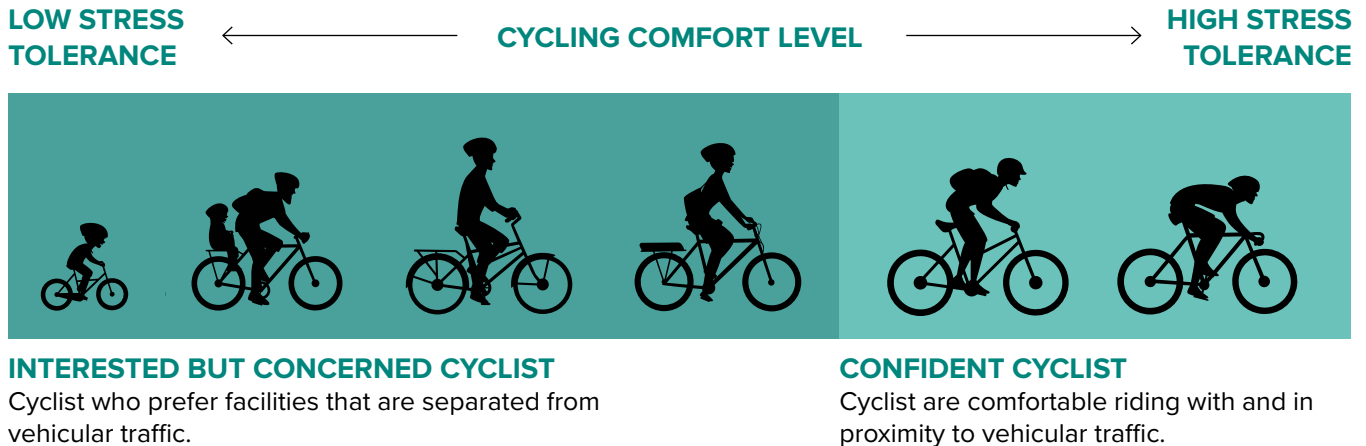 LOW STRESS
TOLERANCE
CYCLING COMFORT LEVEL
HIGH STRESS
TOLERANCE
INTERESTED BUT CONCERNED CYCLIST
Cyclist who prefer facilities that are separated from
vehicular traffic.
CONFIDENT CYCLIST
Cyclist are comfortable riding with and in
proximity to vehicular traffic.